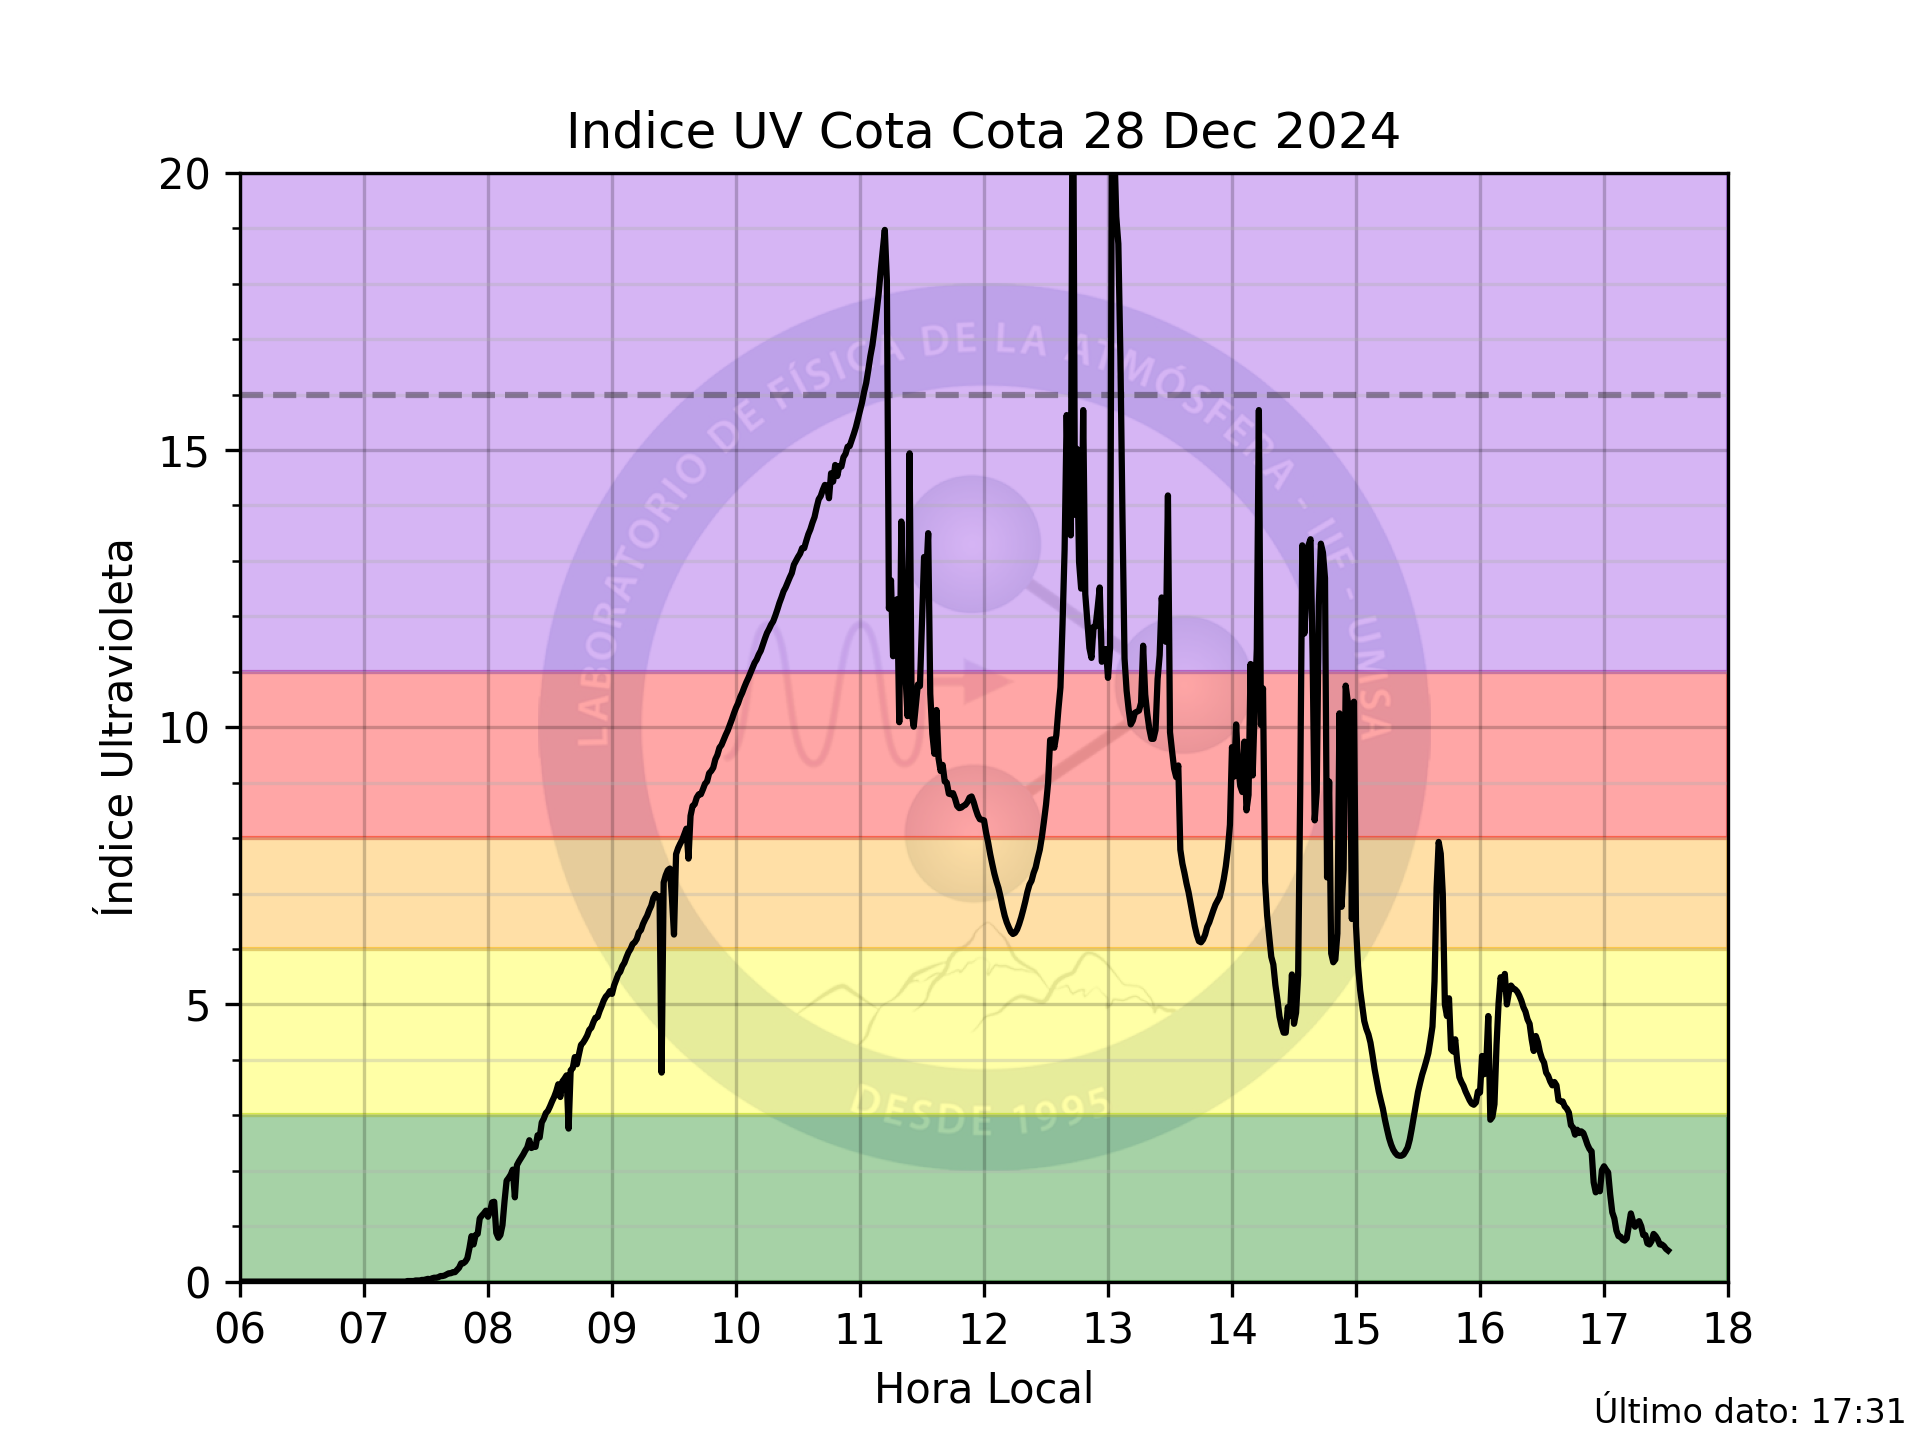 Indice UV Cota Cota 28 Dec 2024
20
15
10
5
0
Índice Ultravioleta
LABORATORIO DE FÍSICA DE LA ATMÓSFERA - IIF - UMSA
DESDE 1995
06 07 08 09 10 11 12 13 14 15 16 17 18
Hora Local
Último dato: 17:31